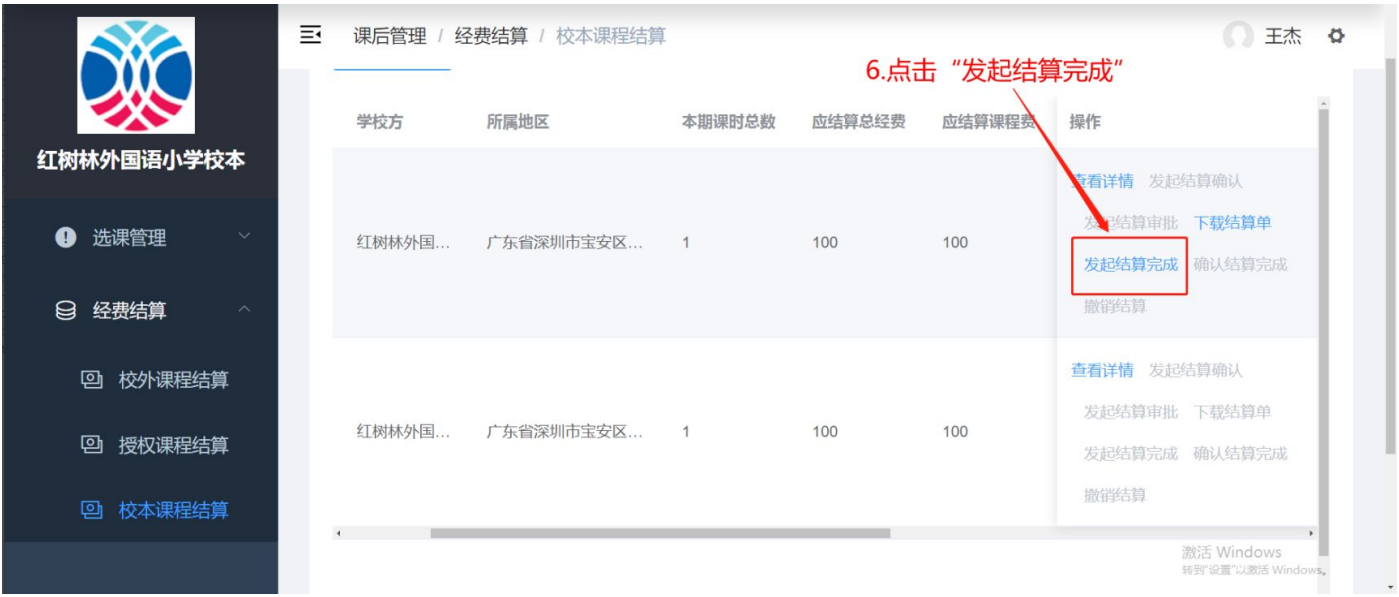 课后管理 / 经费结算 / 校本课程结算
王杰
6.点击“发起结算完成”
红树林外国语小学校本
选课管理
经费结算
校外课程结算
授权课程结算
校本课程结算
学校方 所属地区 本期课时总数 应结算总经费 应结算课程费 操作
红树林外国... 广东省深圳市宝安区... 1 100 100
查看详情 发起结算确认
发起结算审批 下载结算单
发起结算完成 确认结算完成
撤销结算
红树林外国... 广东省深圳市宝安区... 1 100 100
查看详情 发起结算确认
发起结算审批 下载结算单
发起结算完成 确认结算完成
撤销结算
激活 Windows
转到“设置”以激活 Windows。